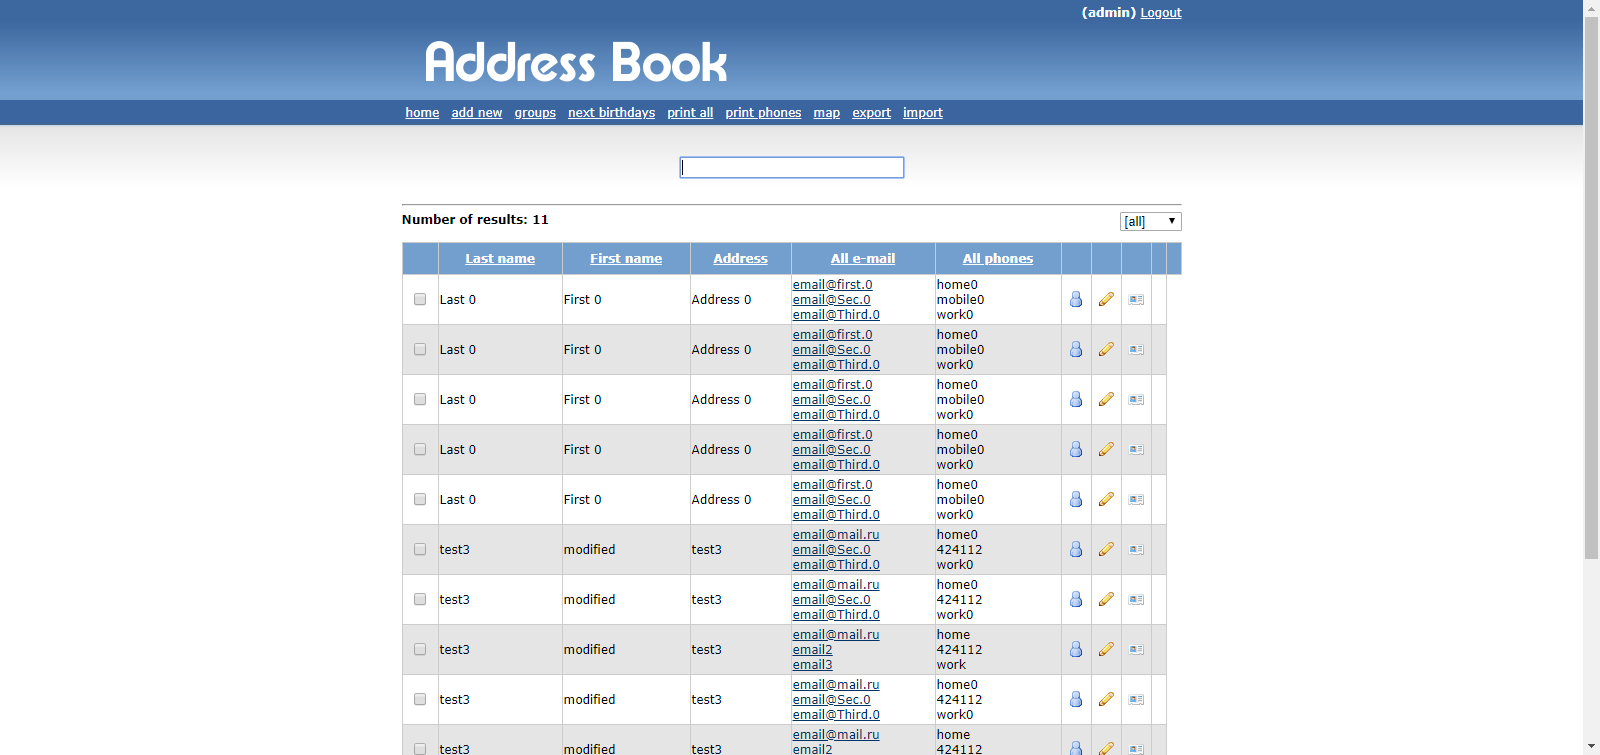 (admin) Logout
Address Book
home add new groups next birthdays print all print phones map export import
Number of results: 11
[all]
Last name First name Address All e-mail All phones
email@first.0 home0
Last 0 First 0 Address 0 email@Sec.0 mobile0
email@Third.0 work0
email@first.0 home0
Last 0 First 0 Address 0 email@Sec.0 mobile0
email@Third.0 work0
email@first.0 home0
Last 0 First 0 Address 0 email@Sec.0 mobile0
email@Third.0 work0
email@first.0 home0
Last 0 First 0 Address 0 email@Sec.0 mobile0
email@Third.0 work0
email@first.0 home0
Last 0 First 0 Address 0 email@Sec.0 mobile0
email@Third.0 work0
email@mail.ru home0
test3 modified test3 email@Sec.0 424112
email@Third.0 work0
email@mail.ru home0
test3 modified test3 email@Sec.0 424112
email@Third.0 work0
email@mail.ru home
test3 modified test3 email2 424112
email3 work
email@mail.ru home0
test3 modified test3 email@Sec.0 424112
email@Third.0 work0
email@mail.ru home
test3 modified test3 email2 424112